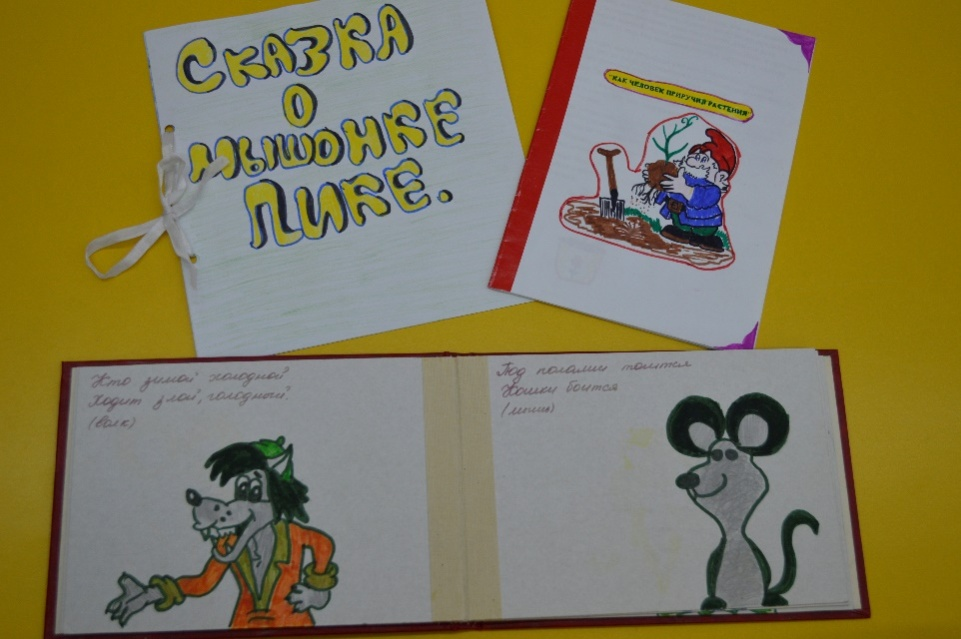 СКАЗКА
О
МЫШОНКЕ
ПИКЕ.
"КАК ЧЕЛОВЕК ПРИРУЧИЛ РАСТЕНИЯ"
Кто зимой холодной
Ходит злой, голодный?
(волк)
Под полами таится
Кошки боится
(мышь)